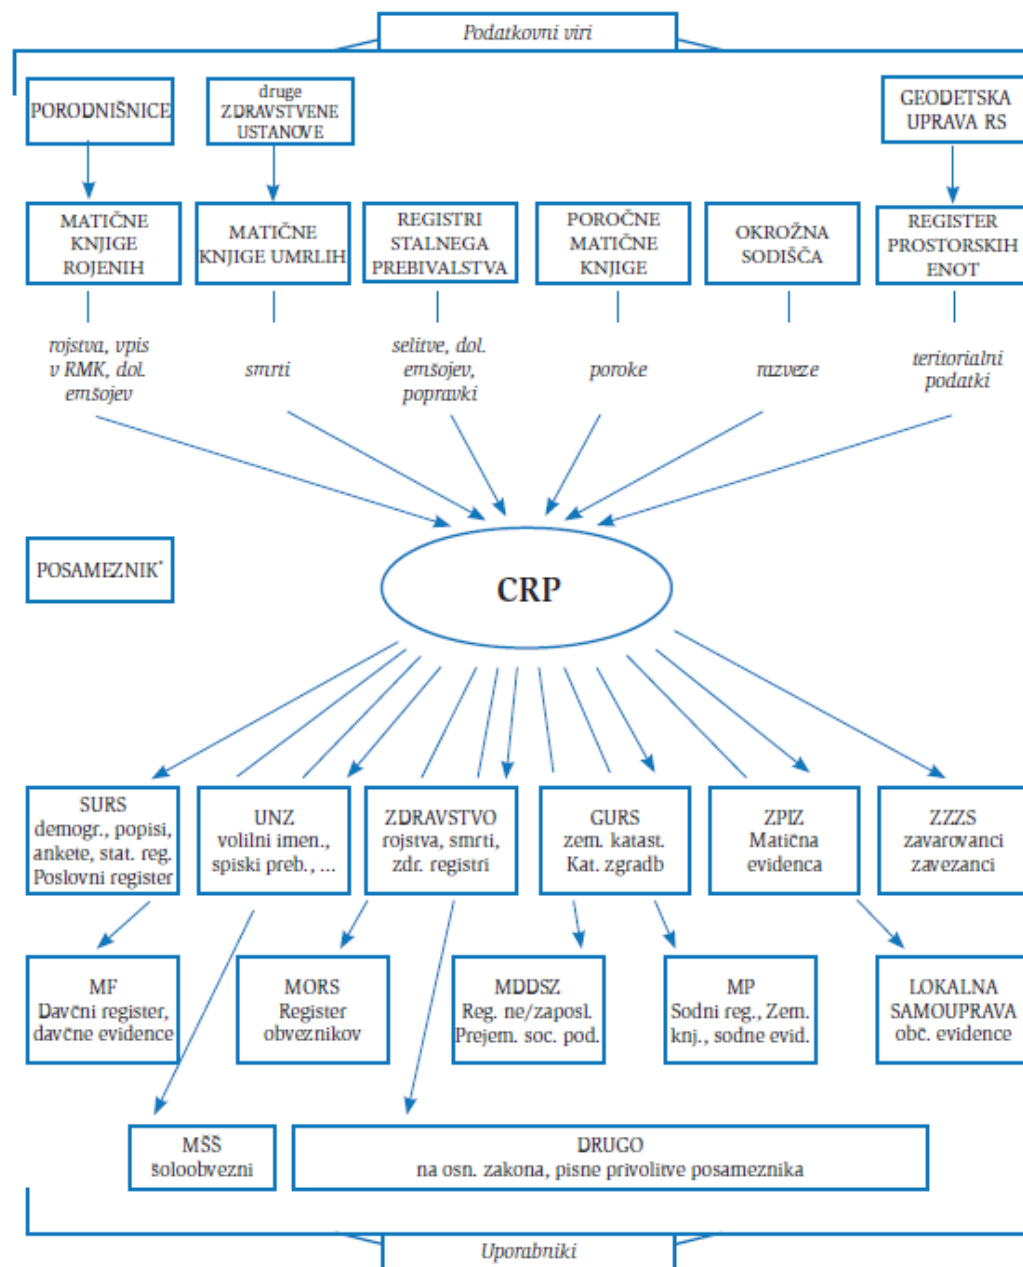 Podatkovni viri
PORODNIŠNICE
druge
ZDRAVSTVENE
USTANOVE
GEODETSKA
UPRAVA RS
MATIČNE
KNJIGE
ROJENIH
MATIČNE
KNJIGE UMRLIH
REGISTRI
STALNEGA
PREBIVALSTVA
POROČNE
MATIČNE
KNJIGE
OKROŽNA
SODIŠČA
REGISTER
PROSTORSKIH
ENOT
rojstva, vpis
v RMK, dol.
emšojev
smrti
selitve, dol.
emšojev,
popravki
poroke
razveze
teritorialni
podatki
POSAMEZNIK*
CRP
SURS
demogr., popisi,
ankete, stat. reg.
Poslovni register
UNZ
volilni imen.,
spiski preb., ...
ZDRAVSTVO
rojstva, smrti,
zdr. registri
GURS
zem. katast.
Kat. zgradb
ZPIZ
Matična
evidenca
ZZZS
zavarovanci
zavezanci
MF
Davčni register,
davčne evidence
MORS
Register
obveznikov
MDDSZ
Reg. ne/zaposl.
Prejem. soc. pod.
MP
Sodni reg., Zem.
knj., sodne evid.
LOKALNA
SAMOUPRAVA
obč. evidence
MŠŠ
šoloobvezni
DRUGO
na osn. zakona, pisne privolitve posameznika
Uporabniki